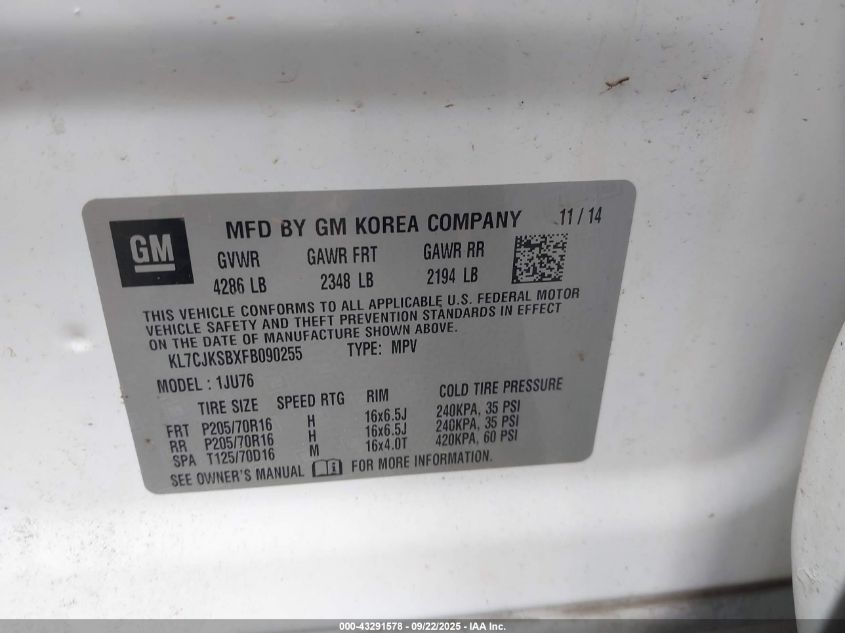 GM
MFD BY GM KOREA COMPANY 11 / 14
GVWR GAWR FRT GAWR RR
4286 LB 2348 LB 2194 LB
THIS VEHICLE CONFORMS TO ALL APPLICABLE U.S. FEDERAL MOTOR
VEHICLE SAFETY AND THEFT PREVENTION STANDARDS IN EFFECT
ON THE DATE OF MANUFACTURE SHOWN ABOVE.
KL7CJKSBXFB090255 TYPE: MPV
MODEL : 1JU76
TIRE SIZE SPEED RTG RIM COLD TIRE PRESSURE
FRT P205/70R16 H 16x6.5J 240KPA, 35 PSI
RR P205/70R16 H 16x6.5J 240KPA, 35 PSI
SPA T125/70D16 M 16x4.0T 420KPA, 60 PSI
SEE OWNER'S MANUAL FOR MORE INFORMATION.
000-43291578 - 09/22/2025 - IAA Inc.